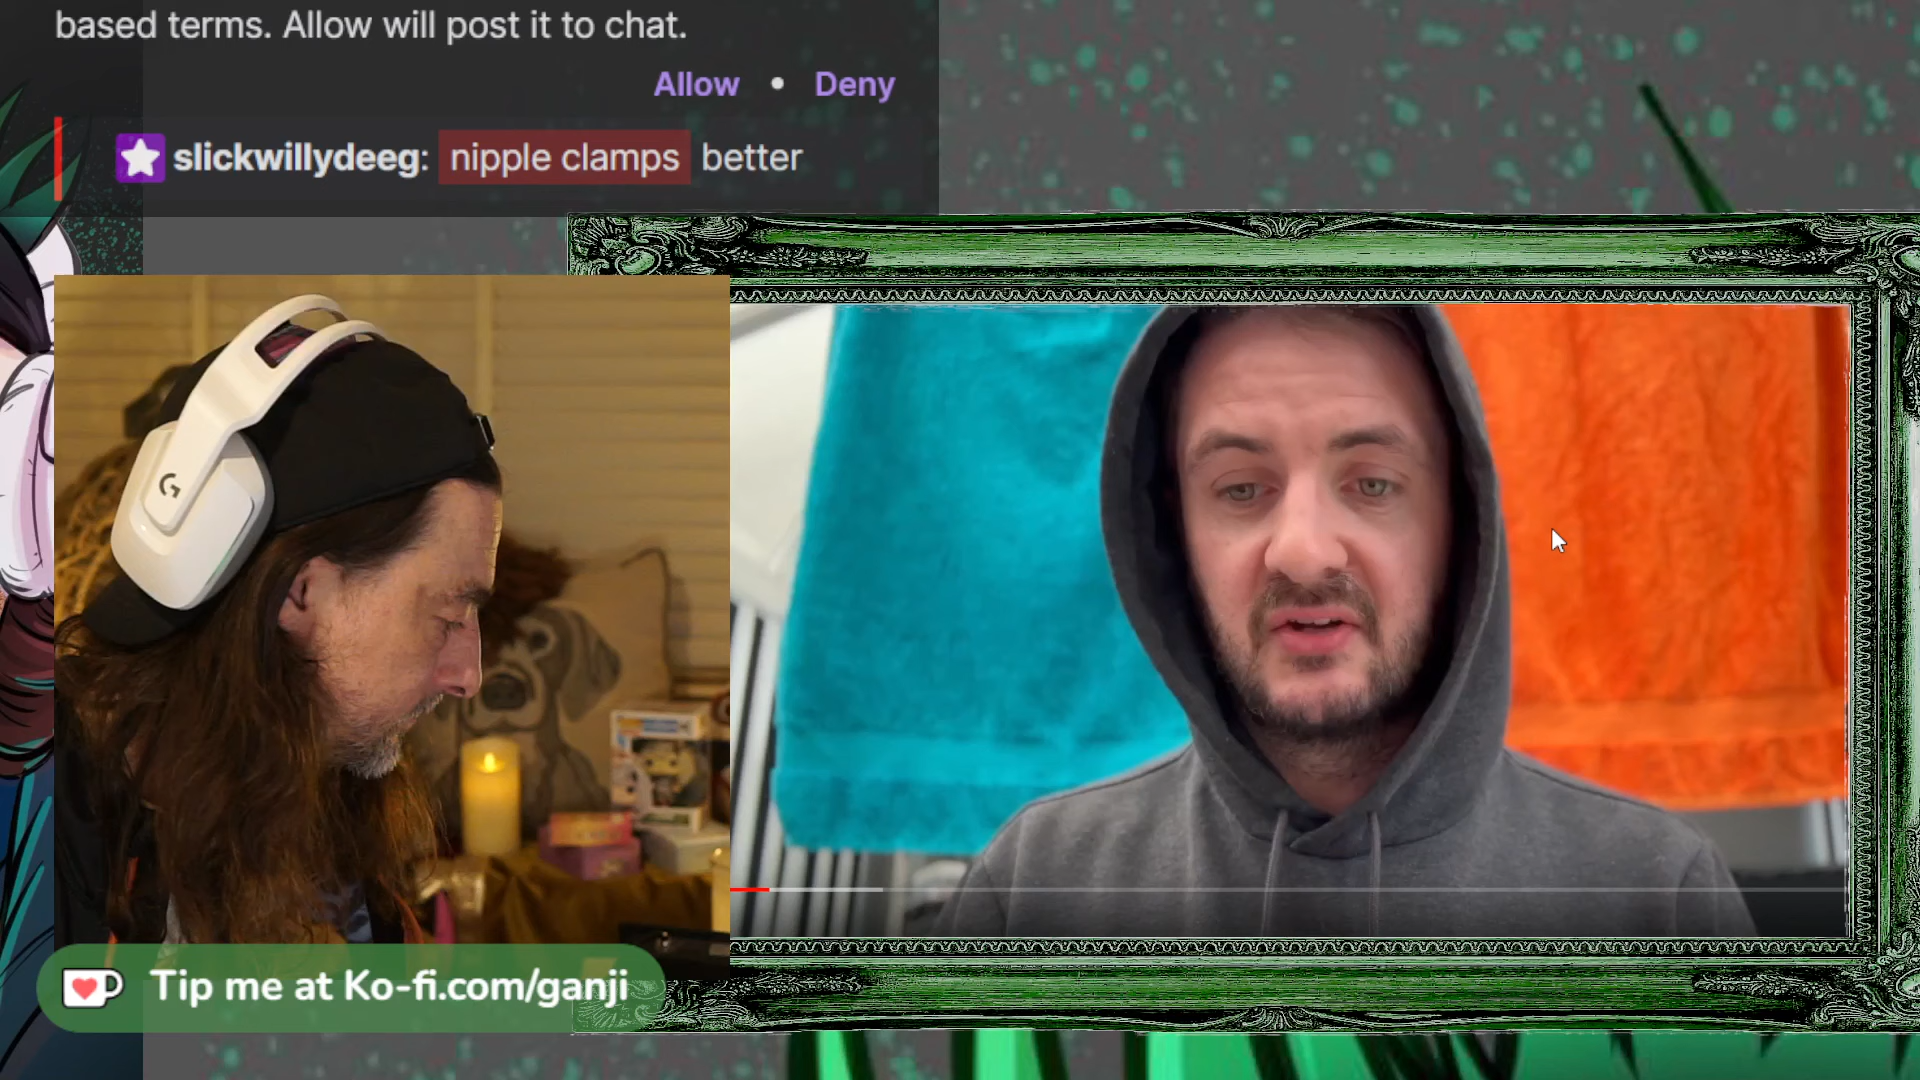 based terms. Allow will post it to chat.
Allow • Deny
slickwillydeeg: nipple clamps better
Tip me at Ko-fi.com/ganji